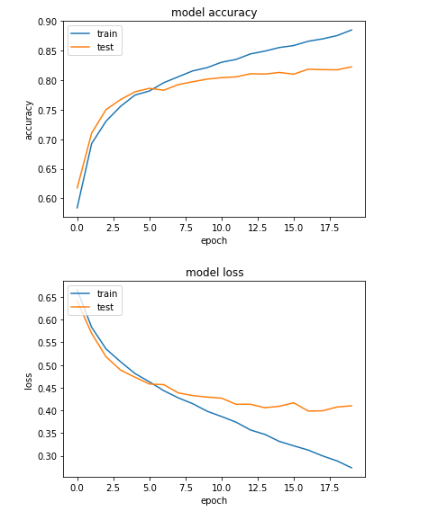 model accuracy
0.90
0.85
0.80
0.75
0.70
0.65
0.60
accuracy
train
test
0.0 2.5 5.0 7.5 10.0 12.5 15.0 17.5
epoch
model loss
0.65
0.60
0.55
0.50
0.45
0.40
0.35
0.30
loss
train
test
0.0 2.5 5.0 7.5 10.0 12.5 15.0 17.5
epoch